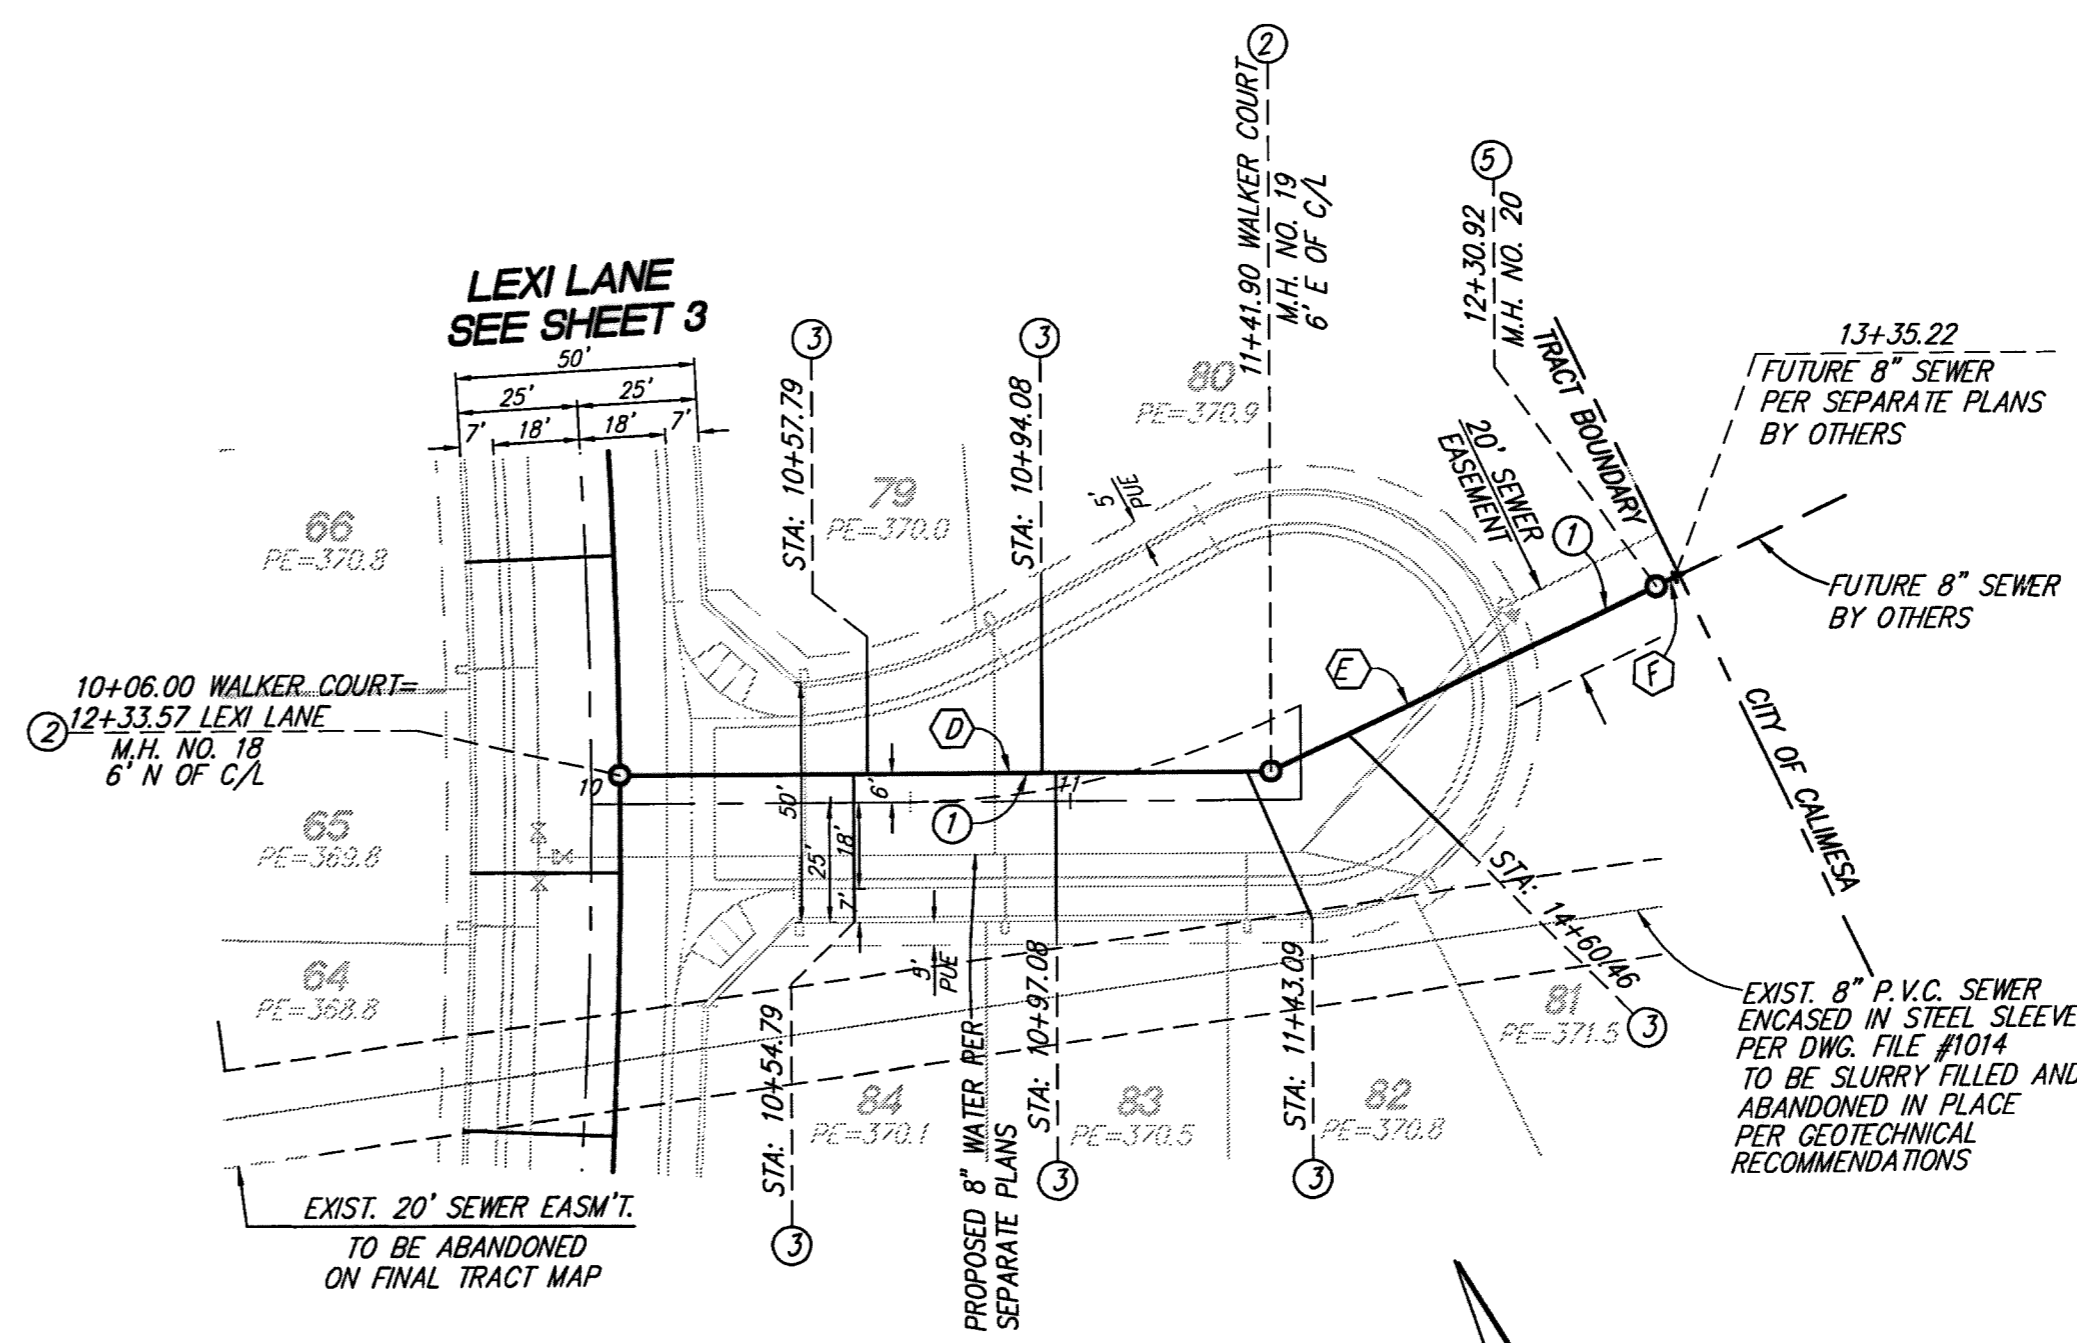 2
11+41.90 WALKER COURT
M.H. NO. 19
6' E OF C/L
5
12+30.92
M.H. NO. 20
LEXI LANE
SEE SHEET 3
50'
25'
25'
7'
18'
18'
7'
3
STA: 10+57.79
3
STA: 10+94.08
80
PE=370.9
TRACT BOUNDARY
13+35.22
FUTURE 8" SEWER
PER SEPARATE PLANS
BY OTHERS
20' SEWER
EASEMENT
1
66
PE=370.8
79
PE=370.0
5'
PUE
FUTURE 8" SEWER
BY OTHERS
10+06.00 WALKER COURT=
2
12+33.57 LEXI LANE
M.H. NO. 18
6' N OF C/L
D
E
F
CITY OF CALIMESA
10
11
6'
50'
1
25'
18'
7'
65
PE=369.8
STA: 14+60.46
3
64
PE=368.8
5'
PUE
STA: 10+54.79
3
84
PE=370.1
PROPOSED 8" WATER PER
SEPARATE PLANS
STA: 10+97.08
3
83
PE=370.5
STA: 11+43.09
3
82
PE=370.8
81
PE=371.5
EXIST. 8" P.V.C. SEWER
ENCASED IN STEEL SLEEVE
PER DWG. FILE #1014
TO BE SLURRY FILLED AND
ABANDONED IN PLACE
PER GEOTECHNICAL
RECOMMENDATIONS
EXIST. 20' SEWER EASM'T.
TO BE ABANDONED
ON FINAL TRACT MAP